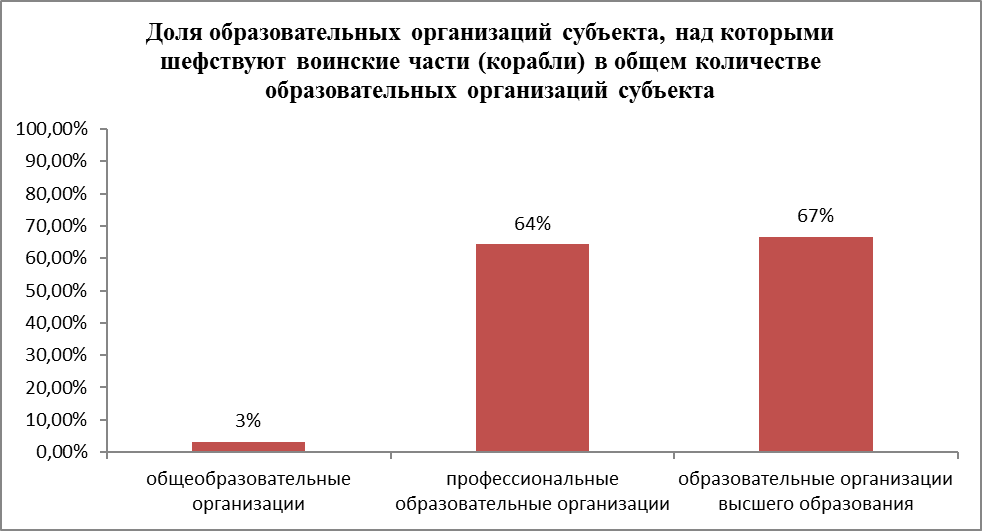 Доля образовательных организаций субъекта, над которыми
шефствуют воинские части (корабли) в общем количестве
образовательных организаций субъекта
100,00%
90,00%
80,00%
70,00%
60,00%
50,00%
40,00%
30,00%
20,00%
10,00%
0,00%
3%
64%
67%
общеобразовательные
организации
профессиональные
образовательные организации
образовательные организации
высшего образования